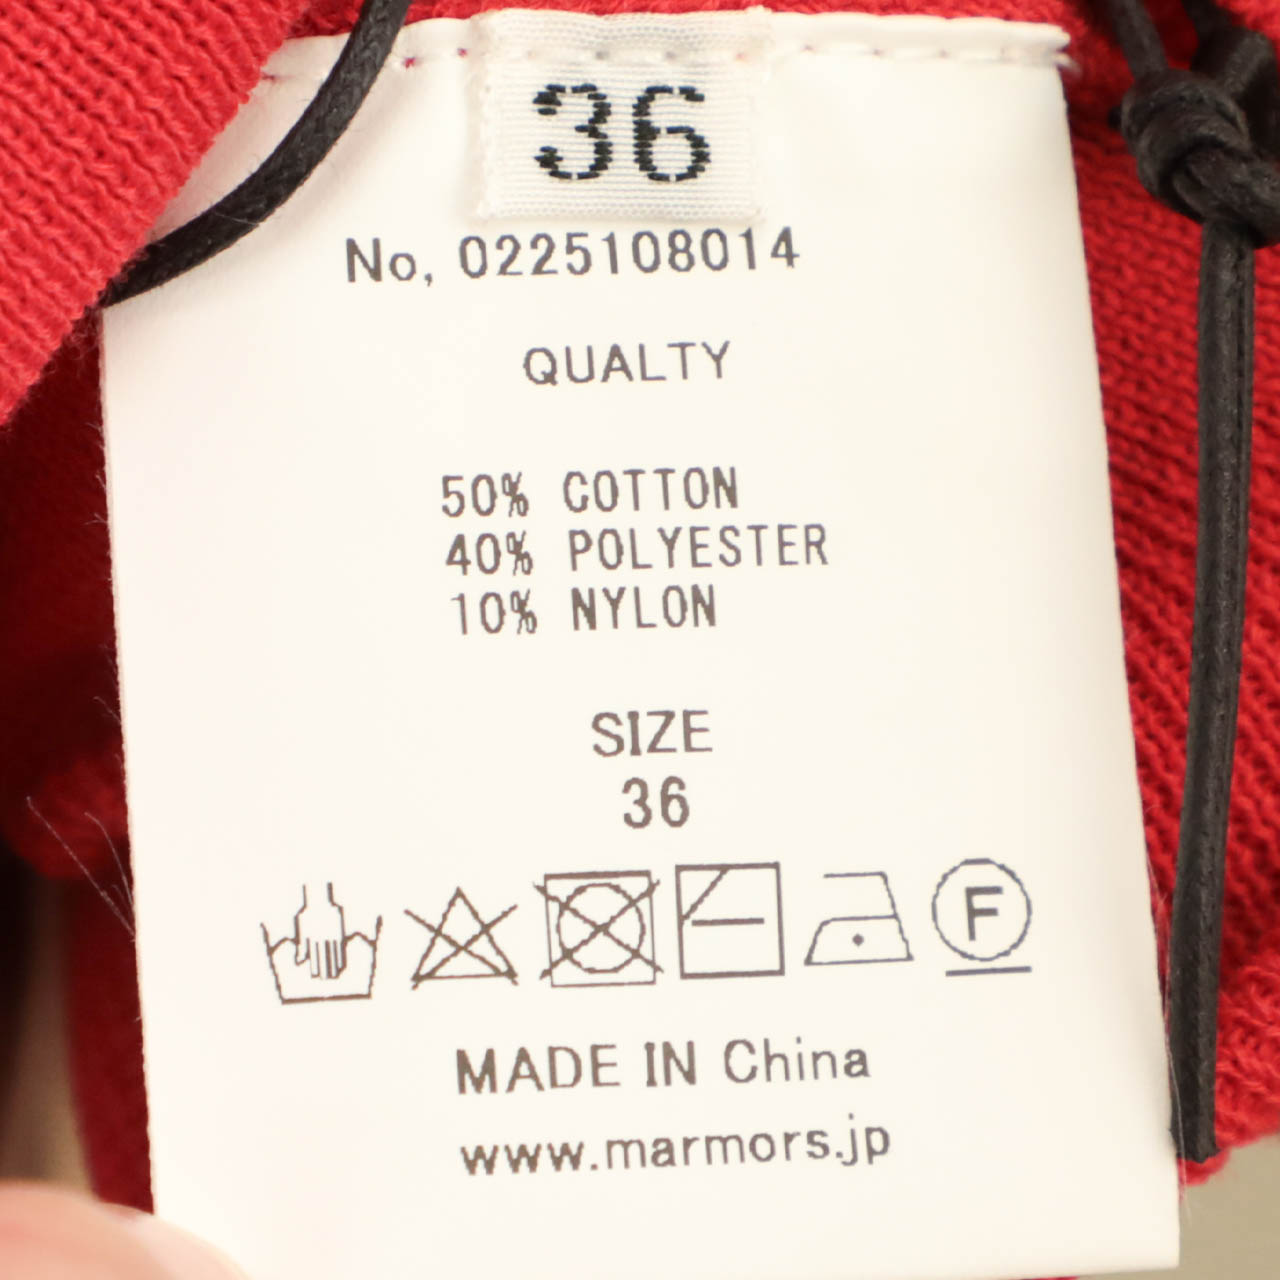 36
No, 0225108014
QUALTY
50% COTTON
40% POLYESTER
10% NYLON
SIZE
36
F
MADE IN China
www.marmors.jp